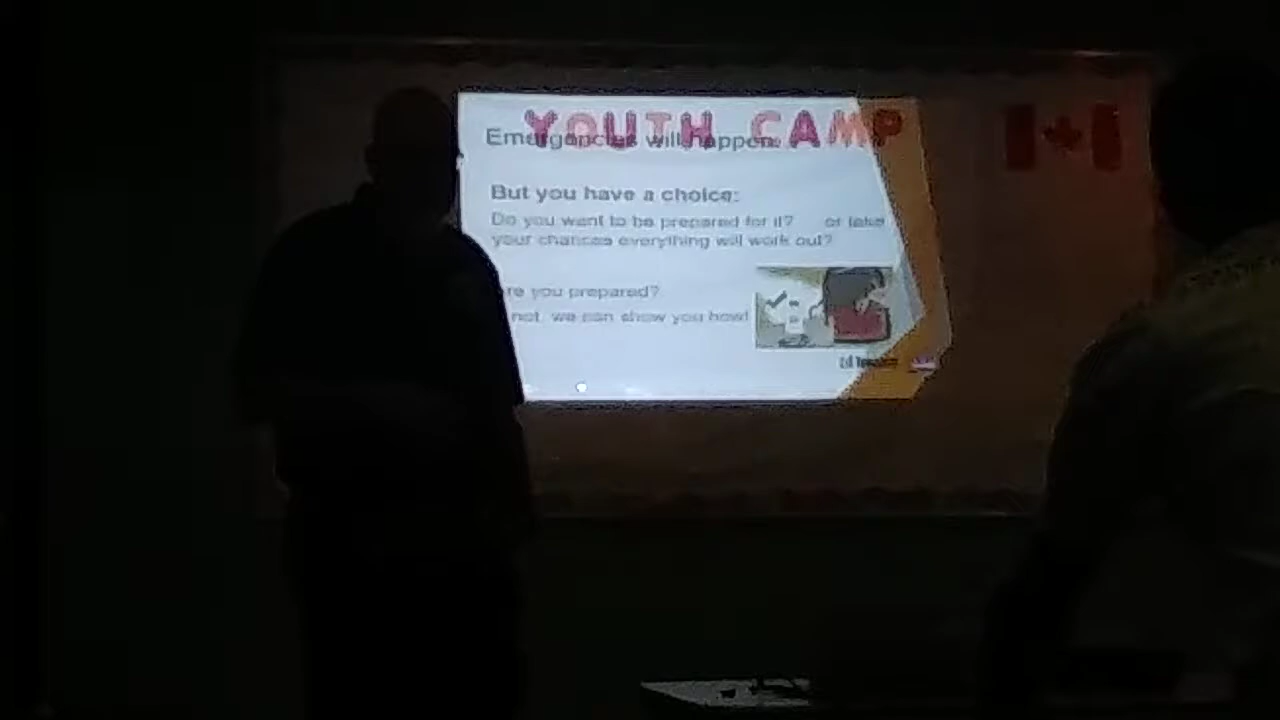 YOUTH CAMP
Emergancies will happen.
But you have a choice:
Do you want to be prepared for it? or take
your chances everything will work out?
re you prepared?
not, we can show you how!